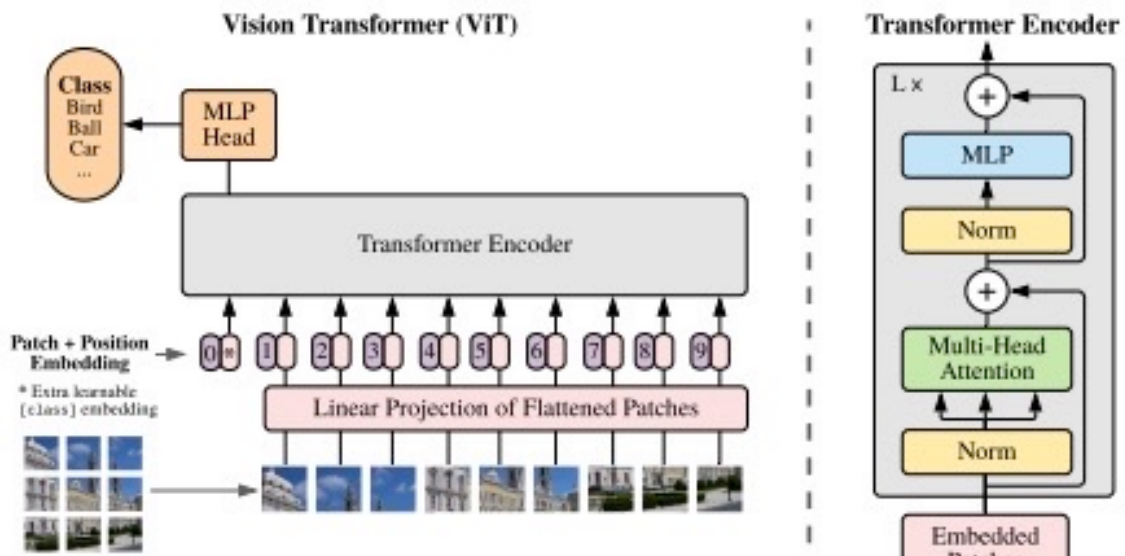 Vision Transformer (ViT)
Class
Bird
Ball
Car
...
MLP
Head
Transformer Encoder
Patch + Position
Embedding
* Extra learnable
[class] embedding
0 * 1 2 3 4 5 6 7 8 9
Linear Projection of Flattened Patches
Transformer Encoder
L ×
+
MLP
Norm
+
Multi-Head
Attention
Norm
Embedded